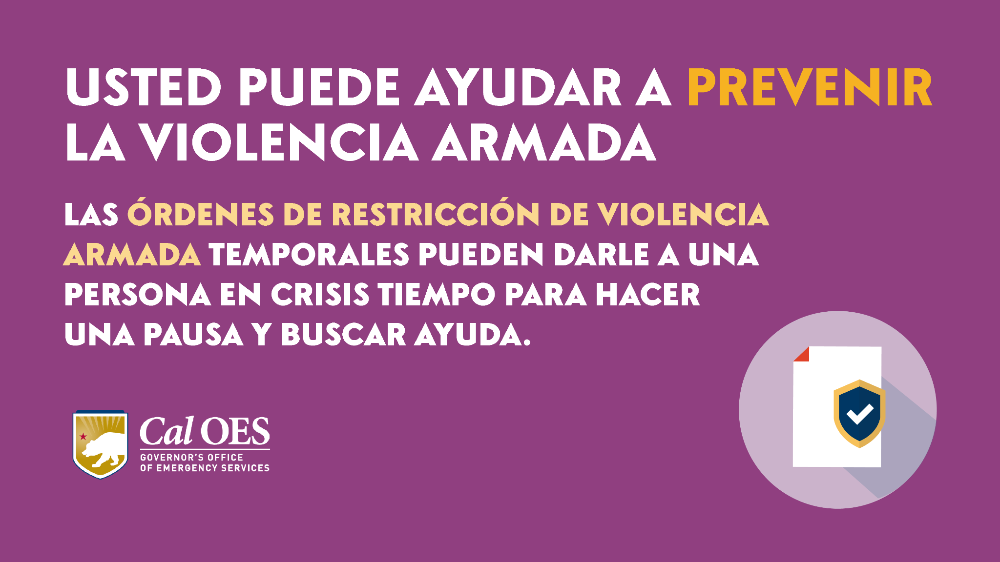 USTED PUEDE AYUDAR A PREVENIR
LA VIOLENCIA ARMADA
LAS ÓRDENES DE RESTRICCIÓN DE VIOLENCIA
ARMADA TEMPORALES PUEDEN DARLE A UNA
PERSONA EN CRISIS TIEMPO PARA HACER
UNA PAUSA Y BUSCAR AYUDA.
Cal OES
GOVERNOR'S OFFICE
OF EMERGENCY SERVICES